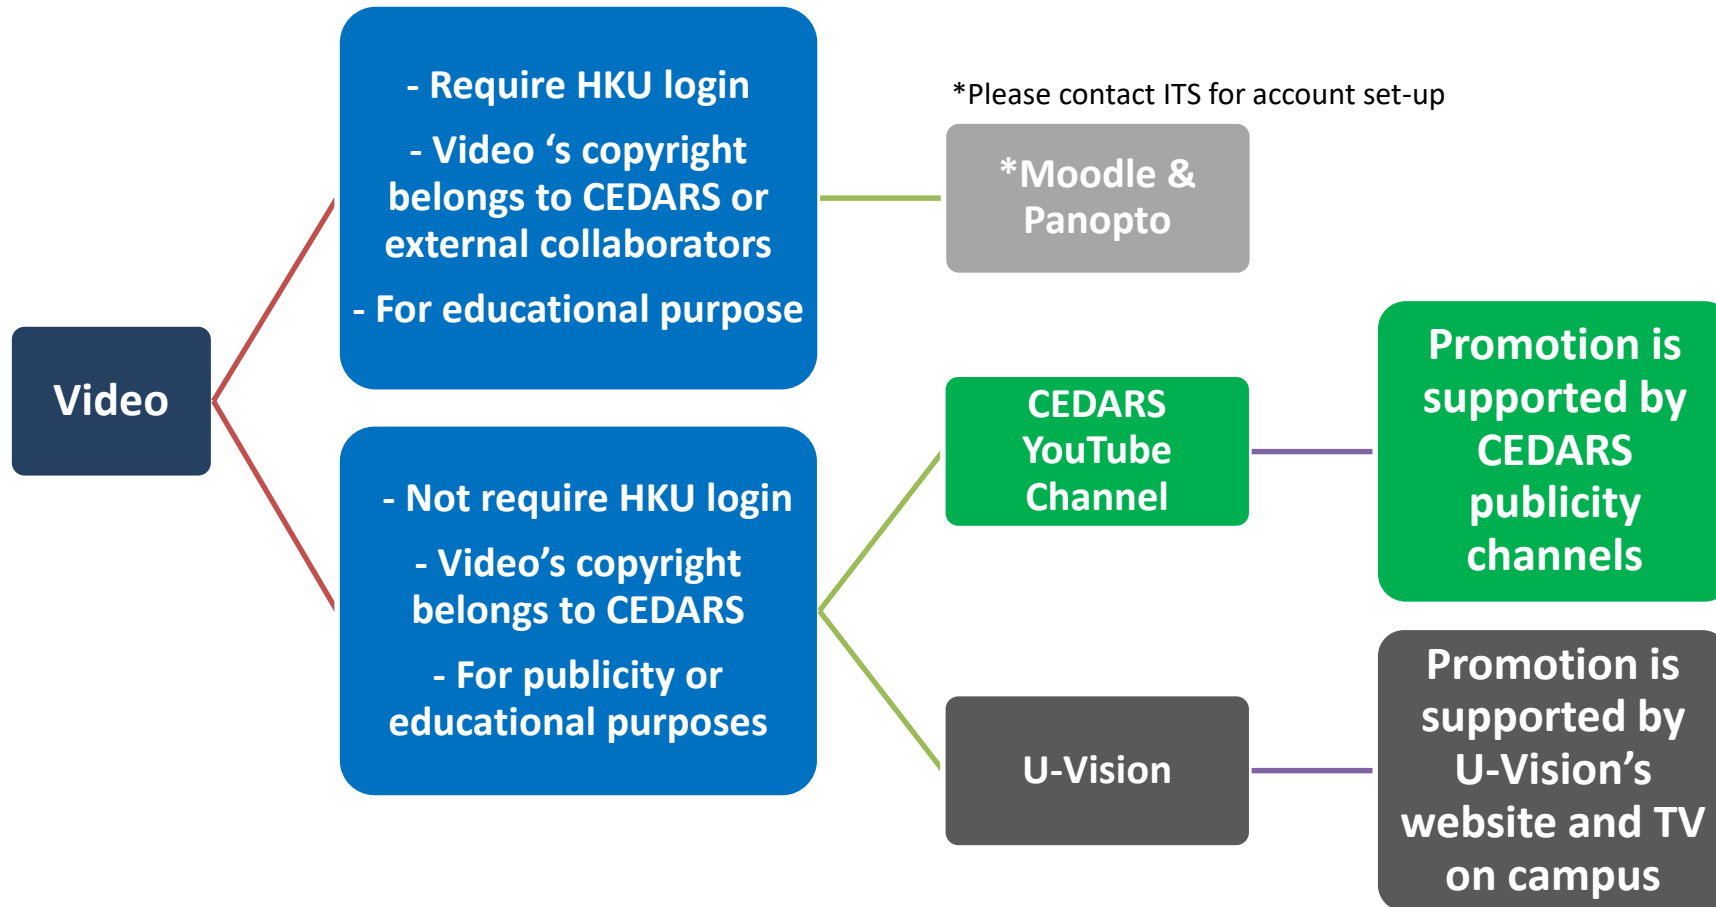 Video
- Require HKU login
- Video ‘s copyright
belongs to CEDARS or
external collaborators
- For educational purpose
*Please contact ITS for account set-up
*Moodle &
Panopto
- Not require HKU login
- Video’s copyright
belongs to CEDARS
- For publicity or
educational purposes
CEDARS
YouTube
Channel
Promotion is
supported by
CEDARS
publicity
channels
U-Vision
Promotion is
supported by
U-Vision’s
website and TV
on campus